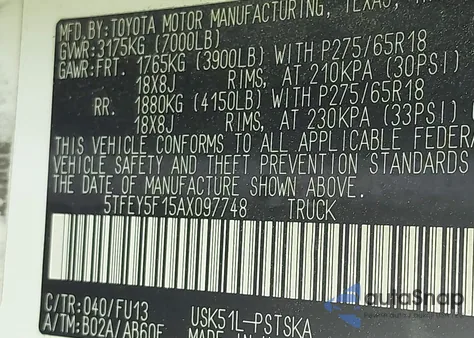 MFD. BY: TOYOTA MOTOR MANUFACTURING, TEXAS,
GVWR: 3175KG (7000LB)
GAWR: FRT. 1765KG (3900LB) WITH P275/65R18
18X8J RIMS, AT 210KPA (30PSI)
RR. 1880KG (4150LB) WITH P275/65R18
18X8J RIMS, AT 230KPA (33PSI)
THIS VEHICLE CONFORMS TO ALL APPLICABLE FEDERA
VEHICLE SAFETY AND THEFT PREVENTION STANDARDS
THE DATE OF MANUFACTURE SHOWN ABOVE.
5TFEY5F15AX097748 TRUCK
C/TR: 040/FU13 USK51L-PSTSKA
A/TM: B02A/AB60F
autoSnap